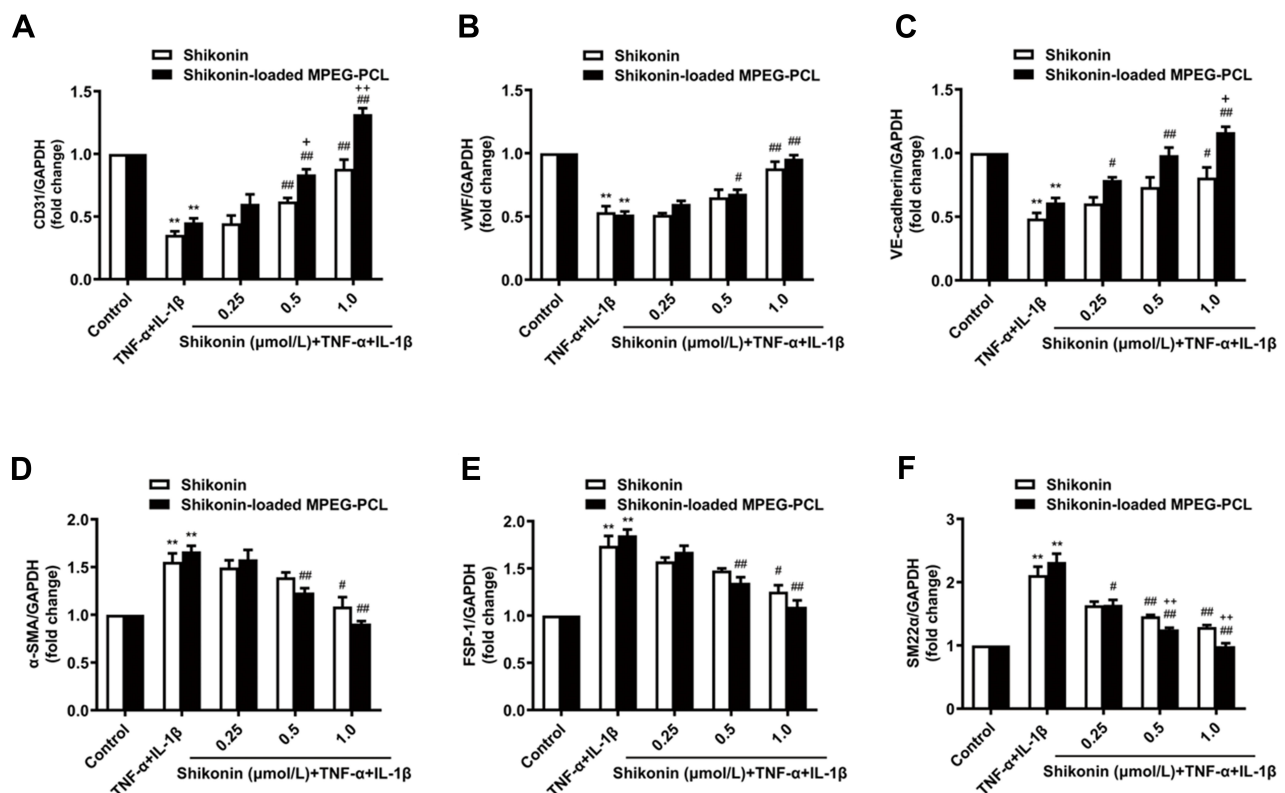 A
Shikonin
Shikonin-loaded MPEG-PCL
CD31/GAPDH
(fold change)
1.5
1.0
0.5
0.0
** ** ## ## + ## ## ++
Control
TNF-α+IL-1β
0.25
0.5
1.0
Shikonin (μmol/L)+TNF-α+IL-1β
B
Shikonin
Shikonin-loaded MPEG-PCL
vWF/GAPDH
(fold change)
1.5
1.0
0.5
0.0
** ** # ## ##
Control
TNF-α+IL-1β
0.25
0.5
1.0
Shikonin (μmol/L)+TNF-α+IL-1β
C
Shikonin
Shikonin-loaded MPEG-PCL
VE-cadherin/GAPDH
(fold change)
1.5
1.0
0.5
0.0
** ** # ## # + ##
Control
TNF-α+IL-1β
0.25
0.5
1.0
Shikonin (μmol/L)+TNF-α+IL-1β
D
Shikonin
Shikonin-loaded MPEG-PCL
α-SMA/GAPDH
(fold change)
2.0
1.5
1.0
0.5
0.0
** ** ## # ##
Control
TNF-α+IL-1β
0.25
0.5
1.0
Shikonin (μmol/L)+TNF-α+IL-1β
E
Shikonin
Shikonin-loaded MPEG-PCL
FSP-1/GAPDH
(fold change)
2.0
1.5
1.0
0.5
0.0
** ** ## # ##
Control
TNF-α+IL-1β
0.25
0.5
1.0
Shikonin (μmol/L)+TNF-α+IL-1β
F
Shikonin
Shikonin-loaded MPEG-PCL
SM22α/GAPDH
(fold change)
3
2
1
0
** ** # ## ++ ## ## ++ ##
Control
TNF-α+IL-1β
0.25
0.5
1.0
Shikonin (μmol/L)+TNF-α+IL-1β